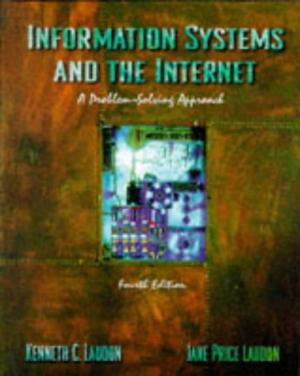 INFORMATION SYSTEMS
AND THE INTERNET
A Problem-Solving Approach
Fourth Edition
KENNETH C. LAUDON
JANE PRICE LAUDON